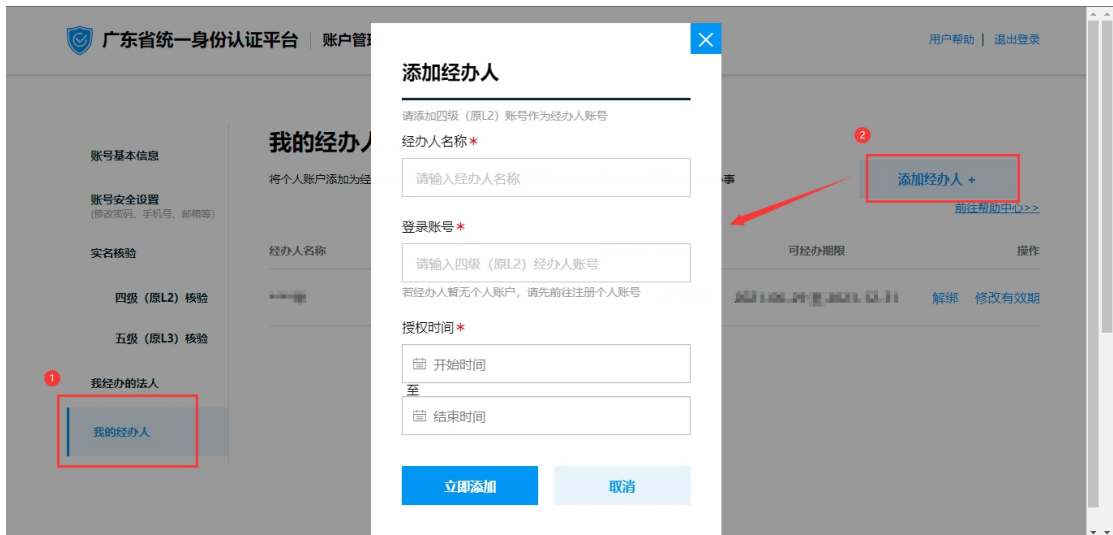 广东省统一身份认证平台
账户管
用户帮助 | 退出登录
账号基本信息
账号安全设置
(修改密码、手机号、邮箱等)
实名核验
四级（原L2）核验
五级（原L3）核验
我经办的法人
1
我的经办人
我的经办
将个人账户添加为经
事
2
添加经办人 +
前往帮助中心>>
经办人名称
可经办期限
操作
解绑
修改有效期
添加经办人
请添加四级（原L2）账号作为经办人账号
经办人名称*
请输入经办人名称
登录账号*
请输入四级（原L2）经办人账号
若经办人暂无个人账户，请先前往注册个人账号
授权时间*
开始时间
至
结束时间
立即添加
取消